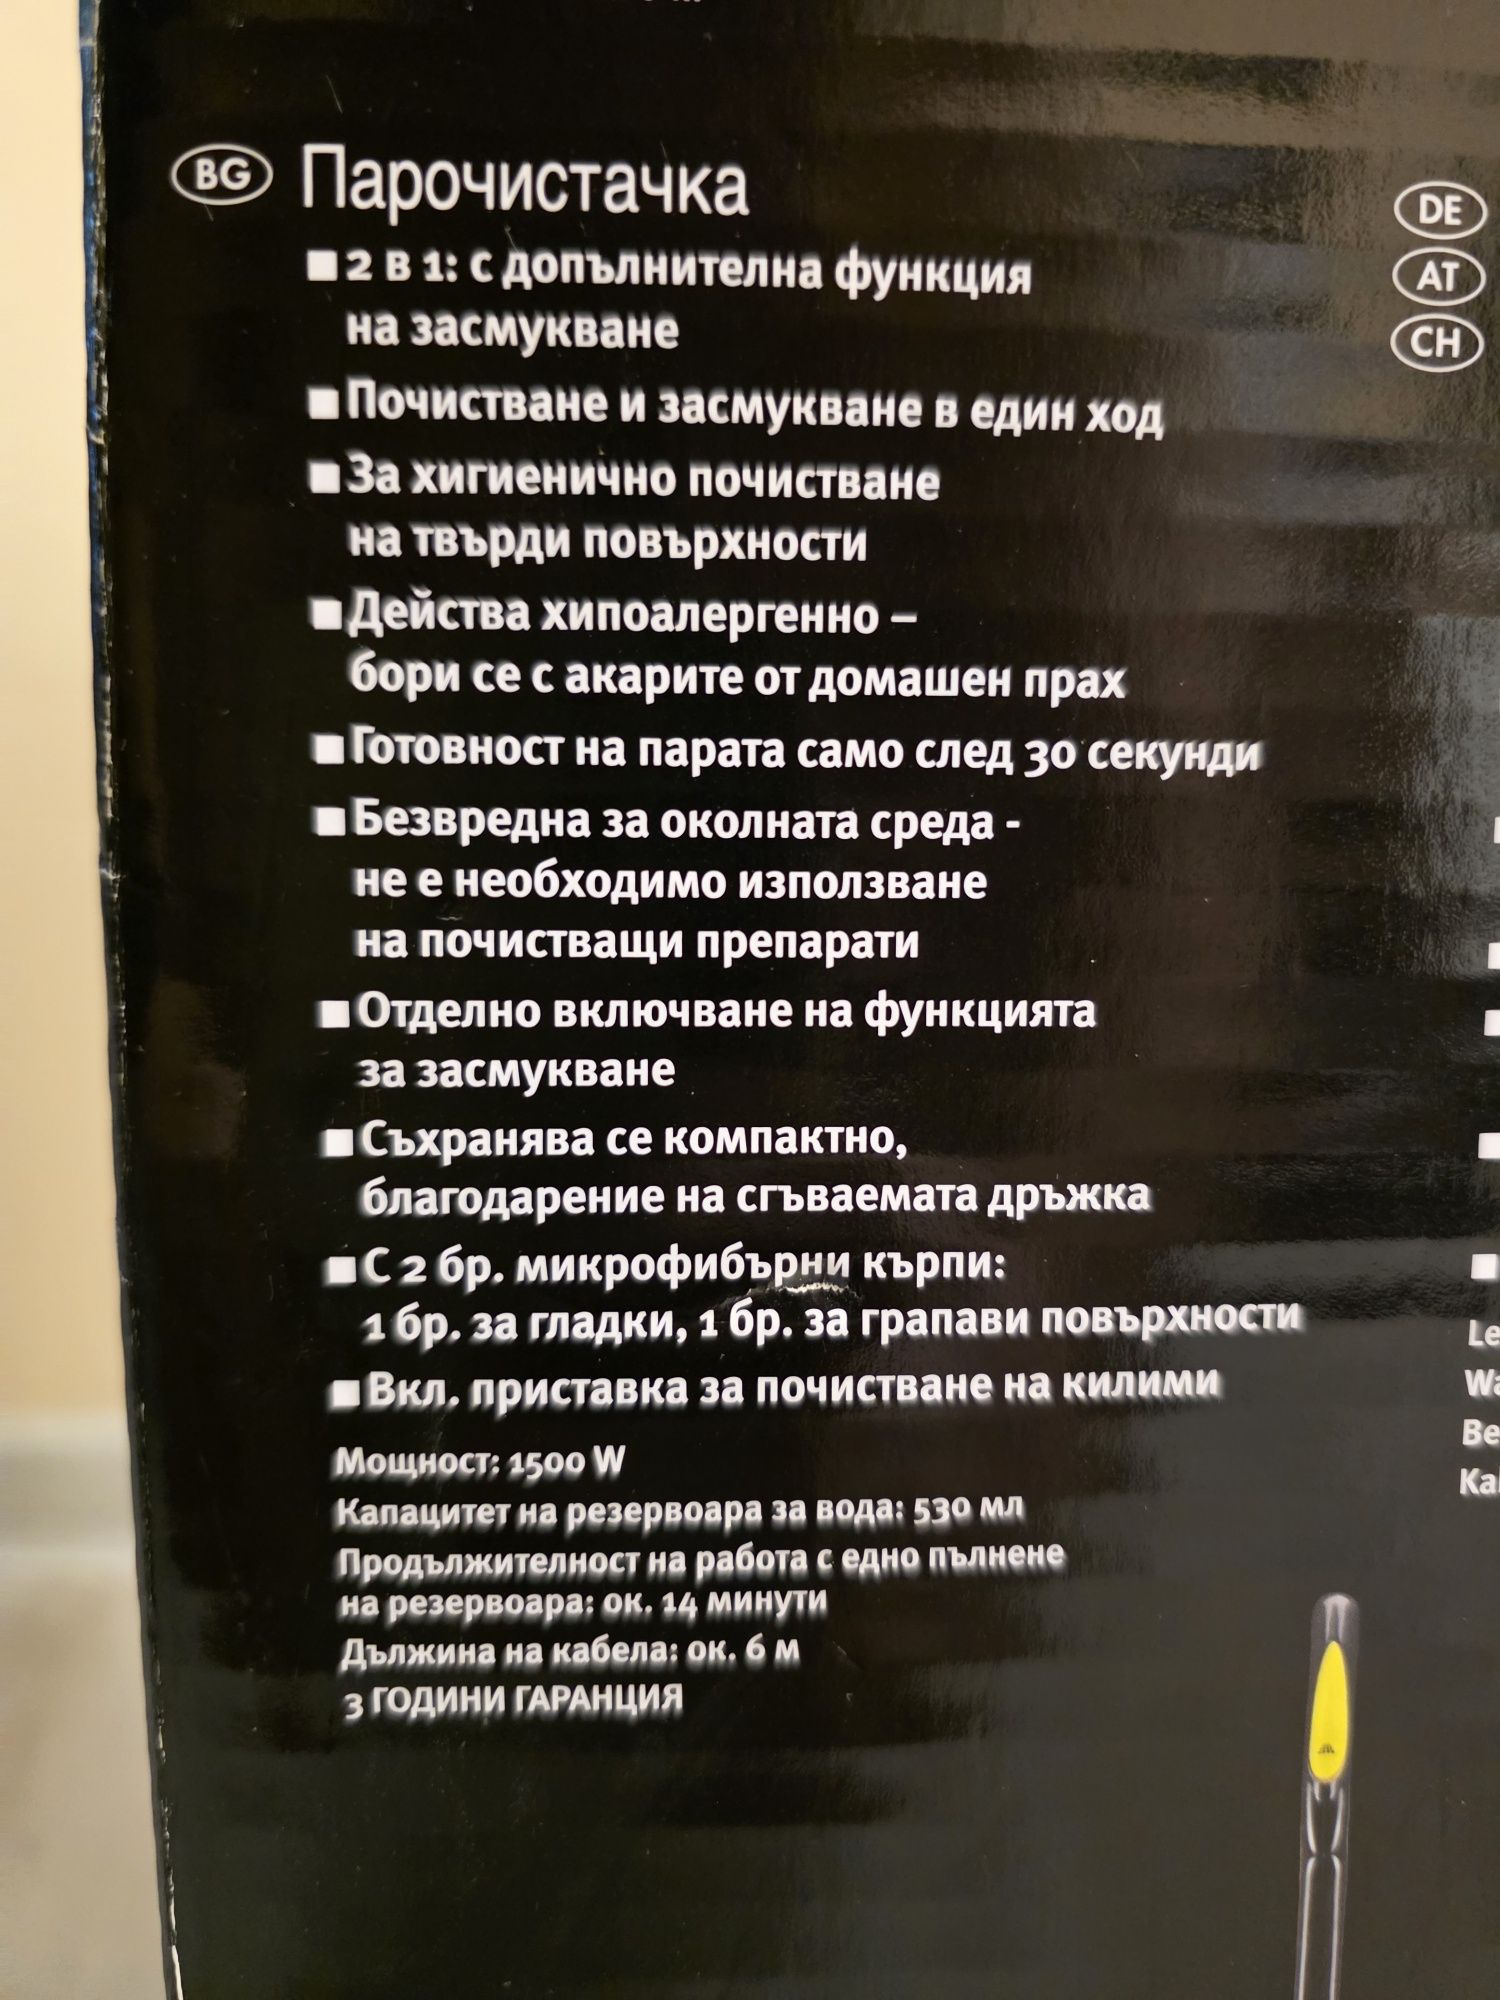 BG Парочистачка
■ 2 в 1: с допълнителна функция
на засмукване
■ Почистване и засмукване в един ход
■ За хигиенично почистване
на твърди повърхности
■ Действа хипоалергенно –
бори се с акарите от домашен прах
■ Готовност на парата само след 30 секунди
■ Безвредна за околната среда -
не е необходимо използване
на почистващи препарати
■ Отделно включване на функцията
за засмукване
■ Съхранява се компактно,
благодарение на сгъваемата дръжка
■ С 2 бр. микрофибърни кърпи:
1 бр. за гладки, 1 бр. за грапави повърхности
■ Вкл. приставка за почистване на килими
Мощност: 1500 W
Капацитет на резервоара за вода: 530 мл
Продължителност на работа с едно пълнене
на резервоара: ок. 14 минути
Дължина на кабела: ок. 6 м
3 ГОДИНИ ГАРАНЦИЯ
DE
AT
CH